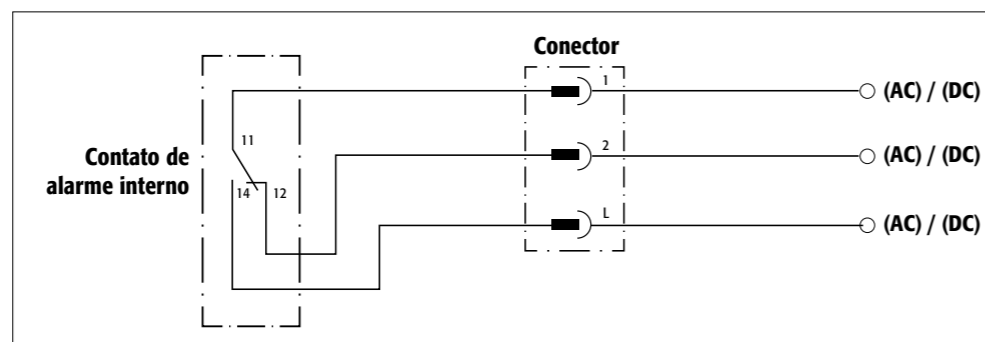 Conector
1
(AC) / (DC)
11
Contato de
alarme interno
2
(AC) / (DC)
14
12
L
(AC) / (DC)